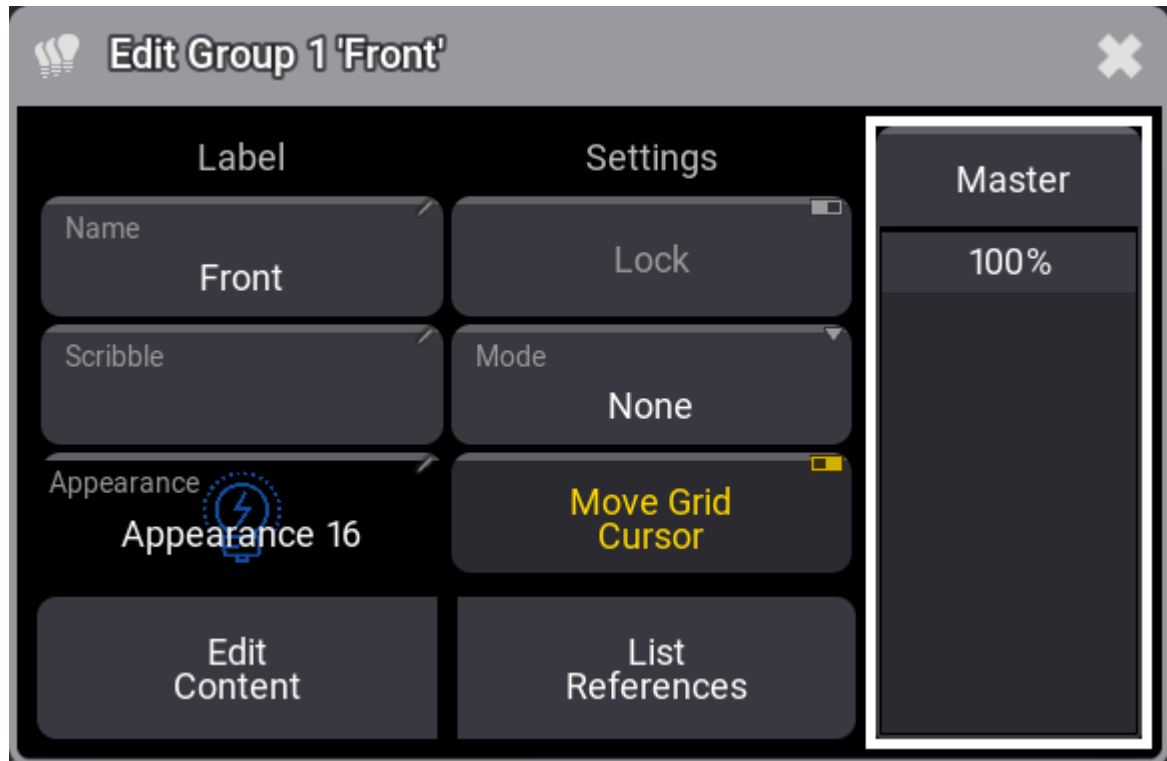 Edit Group 1 'Front'
Label
Settings
Master
Name
Front
Lock
100%
Scribble
Mode
None
Appearance
Appearance 16
Move Grid
Cursor
Edit
Content
List
References